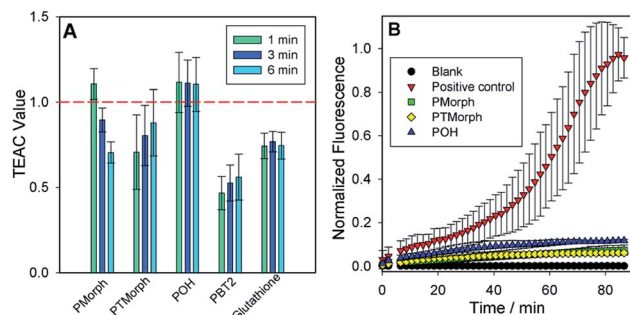 A
1 min
3 min
6 min
TEAC Value
1.5
1.0
0.5
0.0
PMorph
PTMorph
POH
PBT2
Glutathione
B
Blank
Positive control
PMorph
PTMorph
POH
Normalized Fluorescence
1.0
0.8
0.6
0.4
0.2
0.0
0
20
40
60
80
Time / min